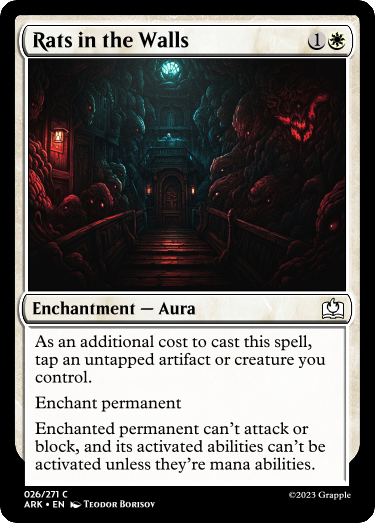 Rats in the Walls 1
Enchantment — Aura
As an additional cost to cast this spell,
tap an untapped artifact or creature you
control.
Enchant permanent
Enchanted permanent can't attack or
block, and its activated abilities can't be
activated unless they're mana abilities.
026/271 C
ARK • EN Teodor Borisov
©2023 Grapple